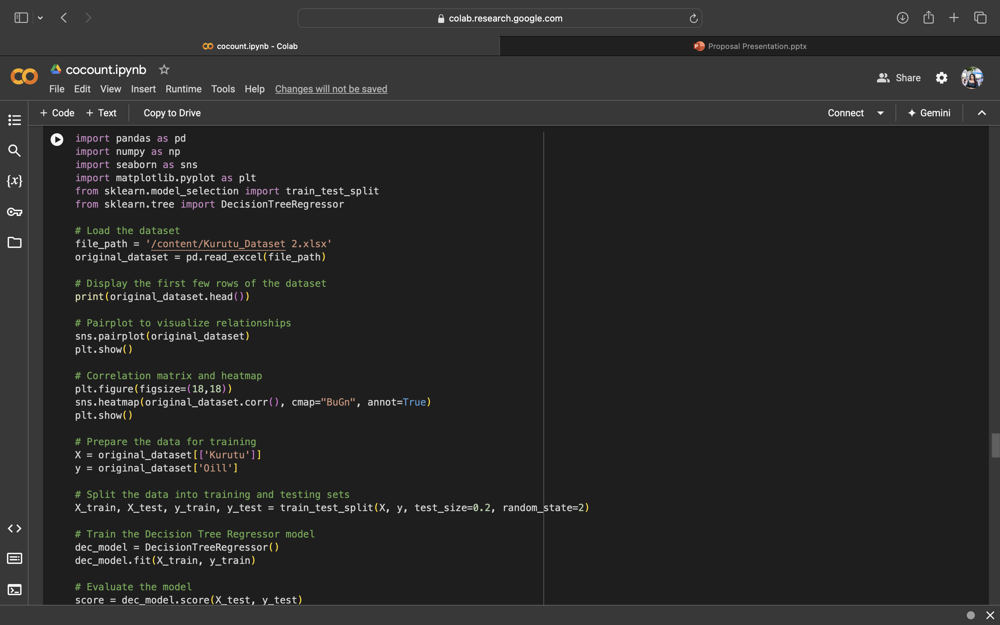 colab.research.google.com
cocount.ipynb - Colab
Proposal Presentation.pptx
cocount.ipynb
Share
File Edit View Insert Runtime Tools Help Changes will not be saved
+ Code + Text Copy to Drive Connect Gemini
import pandas as pd
import numpy as np
import seaborn as sns
import matplotlib.pyplot as plt
from sklearn.model_selection import train_test_split
from sklearn.tree import DecisionTreeRegressor
# Load the dataset
file_path = '/content/Kurutu_Dataset 2.xlsx'
original_dataset = pd.read_excel(file_path)
# Display the first few rows of the dataset
print(original_dataset.head())
# Pairplot to visualize relationships
sns.pairplot(original_dataset)
plt.show()
# Correlation matrix and heatmap
plt.figure(figsize=(18,18))
sns.heatmap(original_dataset.corr(), cmap="BuGn", annot=True)
plt.show()
# Prepare the data for training
X = original_dataset[['Kurutu']]
y = original_dataset['Oill']
# Split the data into training and testing sets
X_train, X_test, y_train, y_test = train_test_split(X, y, test_size=0.2, random_state=2)
# Train the Decision Tree Regressor model
dec_model = DecisionTreeRegressor()
dec_model.fit(X_train, y_train)
# Evaluate the model
score = dec_model.score(X_test, y_test)